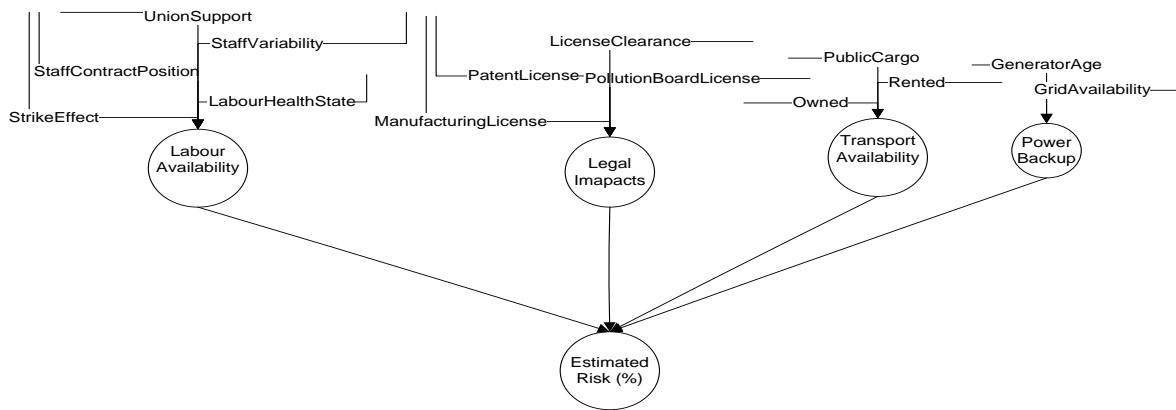 UnionSupport
StaffVariability
StaffContractPosition
LabourHealthState
StrikeEffect
Labour
Availability
LicenseClearance
PatentLicense
PollutionBoardLicense
ManufacturingLicense
Legal
Imapacts
PublicCargo
Rented
Owned
Transport
Availability
GeneratorAge
GridAvailability
Power
Backup
Estimated
Risk (%)